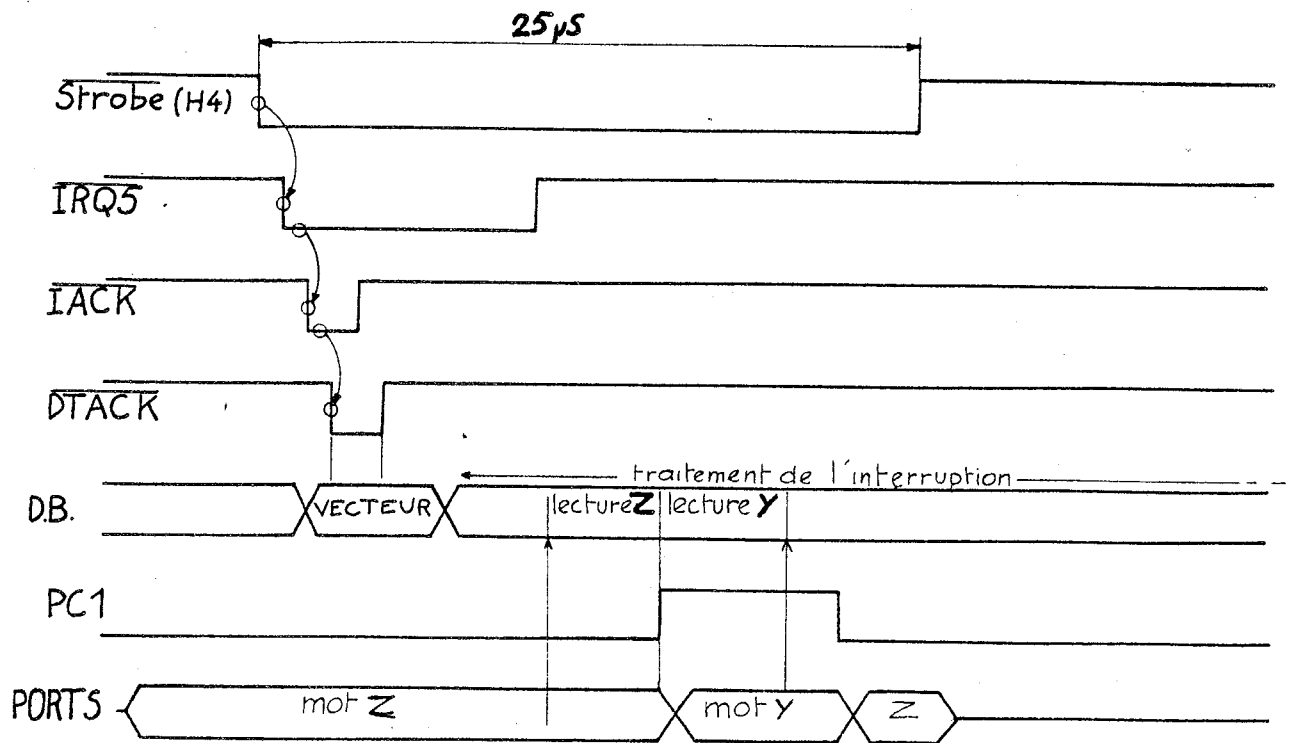 25µS
Strobe (H4)
IRQ5
IACK
DTACK
traitement de l'interruption
D.B.
VECTEUR
lecture Z
lecture Y
PC1
PORTS
mot Z
mot Y
Z